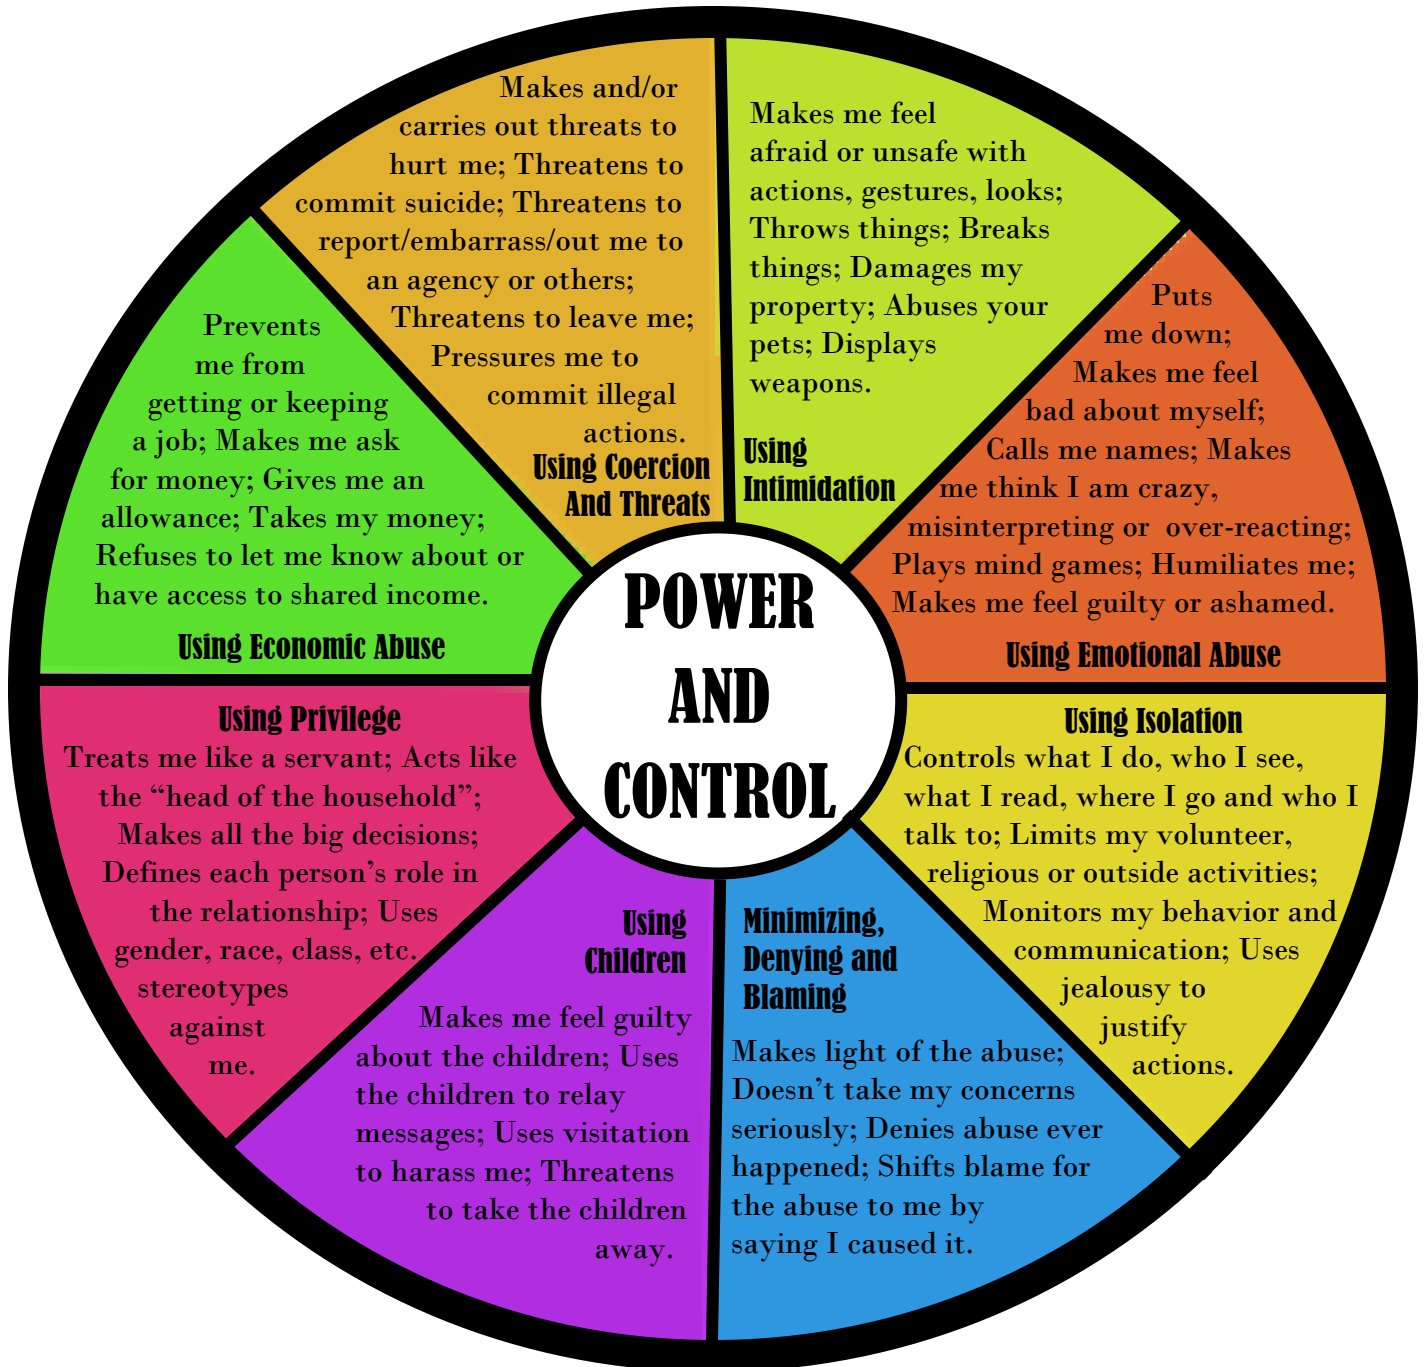 Makes and/or
carries out threats to
hurt me; Threatens to
commit suicide; Threatens to
report/embarrass/out me to
an agency or others;
Threatens to leave me;
Pressures me to
commit illegal
actions.
Using Coercion
And Threats
Makes me feel
afraid or unsafe with
actions, gestures, looks;
Throws things; Breaks
things; Damages my
property; Abuses your
pets; Displays
weapons.
Using
Intimidation
Puts
me down;
Makes me feel
bad about myself;
Calls me names; Makes
me think I am crazy,
misinterpreting or over-reacting;
Plays mind games; Humiliates me;
Makes me feel guilty or ashamed.
Using Emotional Abuse
Using Isolation
Controls what I do, who I see,
what I read, where I go and who I
talk to; Limits my volunteer,
religious or outside activities;
Monitors my behavior and
communication; Uses
jealousy to
justify
actions.
Minimizing,
Denying and
Blaming
Makes light of the abuse;
Doesn't take my concerns
seriously; Denies abuse ever
happened; Shifts blame for
the abuse to me by
saying I caused it.
Using
Children
Makes me feel guilty
about the children; Uses
the children to relay
messages; Uses visitation
to harass me; Threatens
to take the children
away.
Using Privilege
Treats me like a servant; Acts like
the “head of the household”;
Makes all the big decisions;
Defines each person’s role in
the relationship; Uses
gender, race, class, etc.
stereotypes
against
me.
Prevents
me from
getting or keeping
a job; Makes me ask
for money; Gives me an
allowance; Takes my money;
Refuses to let me know about or
have access to shared income.
Using Economic Abuse
POWER
AND
CONTROL